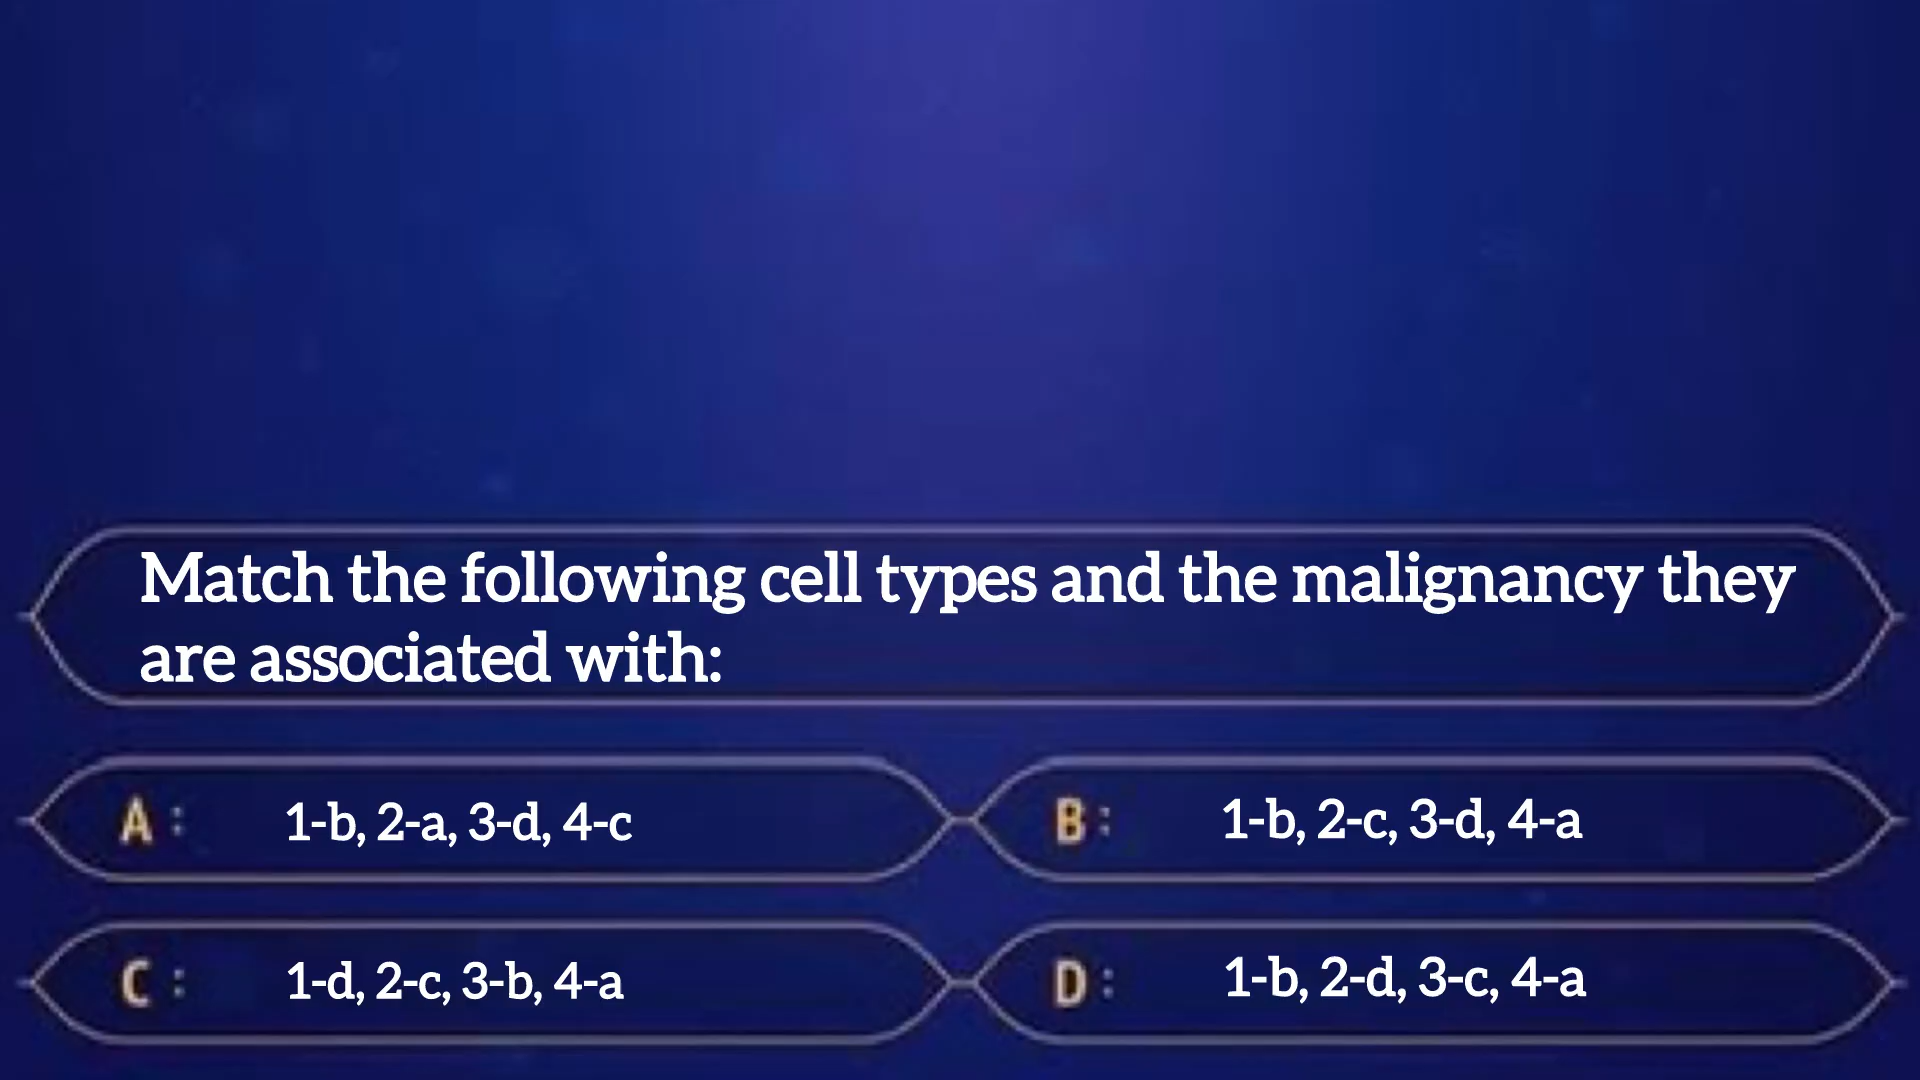 Match the following cell types and the malignancy they
are associated with:
A : 1-b, 2-a, 3-d, 4-c
B : 1-b, 2-c, 3-d, 4-a
C : 1-d, 2-c, 3-b, 4-a
D : 1-b, 2-d, 3-c, 4-a